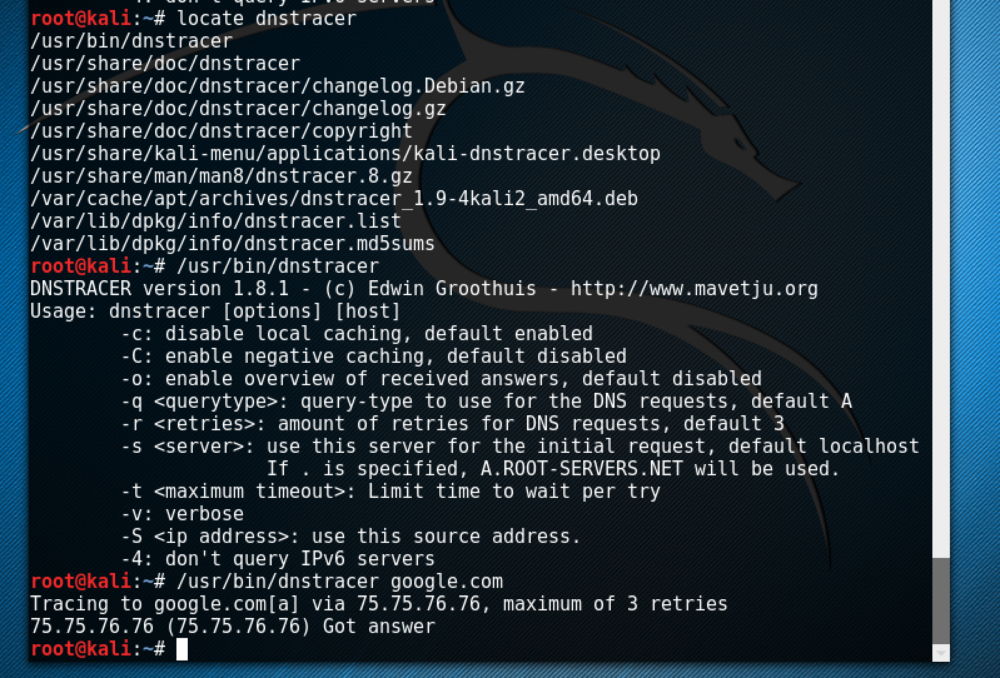 -4: don't query IPv6 servers
root@kali:~# locate dnstracer
/usr/bin/dnstracer
/usr/share/doc/dnstracer
/usr/share/doc/dnstracer/changelog.Debian.gz
/usr/share/doc/dnstracer/changelog.gz
/usr/share/doc/dnstracer/copyright
/usr/share/kali-menu/applications/kali-dnstracer.desktop
/usr/share/man/man8/dnstracer.8.gz
/var/cache/apt/archives/dnstracer_1.9-4kali2_amd64.deb
/var/lib/dpkg/info/dnstracer.list
/var/lib/dpkg/info/dnstracer.md5sums
root@kali:~# /usr/bin/dnstracer
DNSTRACER version 1.8.1 - (c) Edwin Groothuis - http://www.mavetju.org
Usage: dnstracer [options] [host]
-c: disable local caching, default enabled
-C: enable negative caching, default disabled
-o: enable overview of received answers, default disabled
-q <querytype>: query-type to use for the DNS requests, default A
-r <retries>: amount of retries for DNS requests, default 3
-s <server>: use this server for the initial request, default localhost
If . is specified, A.ROOT-SERVERS.NET will be used.
-t <maximum timeout>: Limit time to wait per try
-v: verbose
-S <ip address>: use this source address.
-4: don't query IPv6 servers
root@kali:~# /usr/bin/dnstracer google.com
Tracing to google.com[a] via 75.75.76.76, maximum of 3 retries
75.75.76.76 (75.75.76.76) Got answer
root@kali:~#